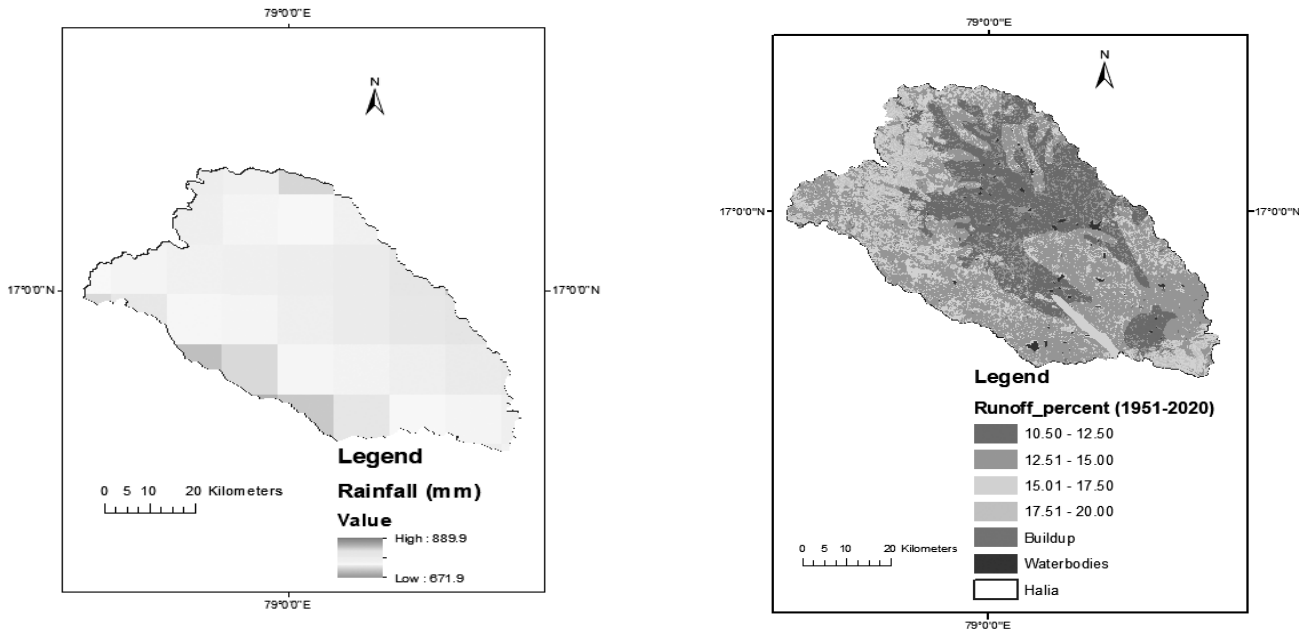 79°0'0"E
N
17°0'0"N
17°0'0"N
Legend
Rainfall (mm)
Value
High : 889.9
Low : 671.9
0 5 10 20 Kilometers
79°0'0"E
79°0'0"E
N
17°0'0"N
17°0'0"N
Legend
Runoff_percent (1951-2020)
10.50 - 12.50
12.51 - 15.00
15.01 - 17.50
17.51 - 20.00
Buildup
Waterbodies
Halia
0 5 10 20 Kilometers
79°0'0"E